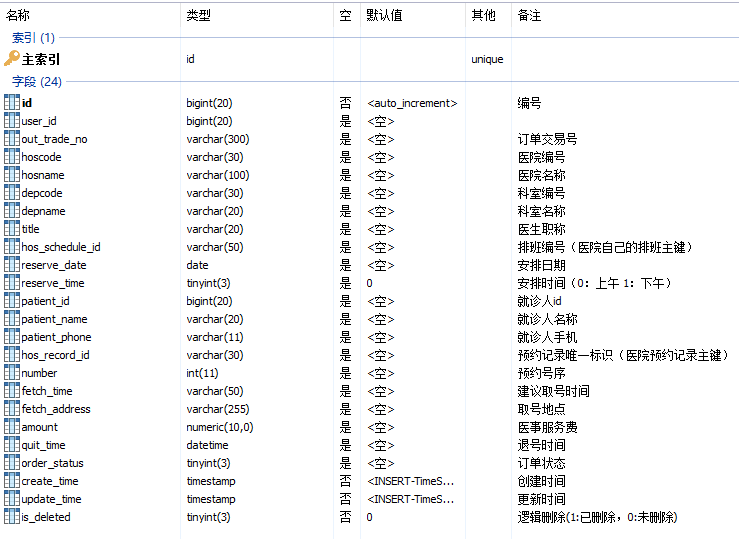 名称 类型 空 默认值 其他 备注
索引 (1)
主索引 id unique
字段 (24)
id bigint(20) 否 <auto_increment> 编号
user_id bigint(20) 是 <空>
out_trade_no varchar(300) 是 <空> 订单交易号
hoscode varchar(30) 是 <空> 医院编号
hosname varchar(100) 是 <空> 医院名称
depcode varchar(30) 是 <空> 科室编号
depname varchar(20) 是 <空> 科室名称
title varchar(20) 是 <空> 医生职称
hos_schedule_id varchar(50) 是 <空> 排班编号（医院自己的排班主键）
reserve_date date 是 <空> 安排日期
reserve_time tinyint(3) 是 0 安排时间（0：上午 1：下午）
patient_id bigint(20) 是 <空> 就诊人id
patient_name varchar(20) 是 <空> 就诊人名称
patient_phone varchar(11) 是 <空> 就诊人手机
hos_record_id varchar(30) 是 <空> 预约记录唯一标识（医院预约记录主键）
number int(11) 是 <空> 预约号序
fetch_time varchar(50) 是 <空> 建议取号时间
fetch_address varchar(255) 是 <空> 取号地点
amount numeric(10,0) 是 <空> 医事服务费
quit_time datetime 是 <空> 退号时间
order_status tinyint(3) 是 <空> 订单状态
create_time timestamp 否 <INSERT-TimeS... 创建时间
update_time timestamp 否 <INSERT-TimeS... 更新时间
is_deleted tinyint(3) 否 0 逻辑删除(1:已删除，0:未删除)